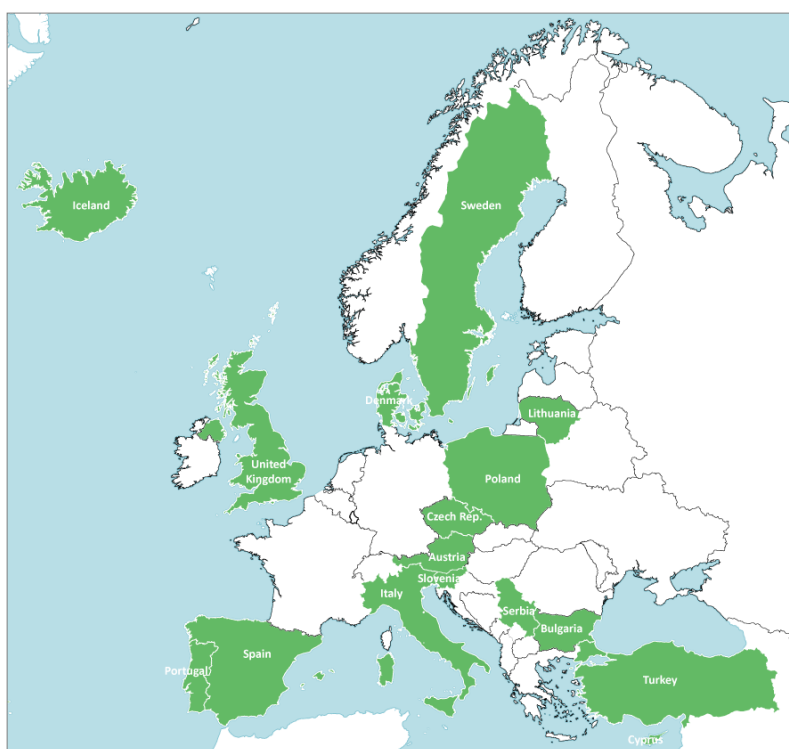 Iceland
Sweden
Denmark
Lithuania
United
Kingdom
Poland
Czech Rep.
Austria
Slovenia
Italy
Serbia
Bulgaria
Spain
Portugal
Turkey
Cyprus